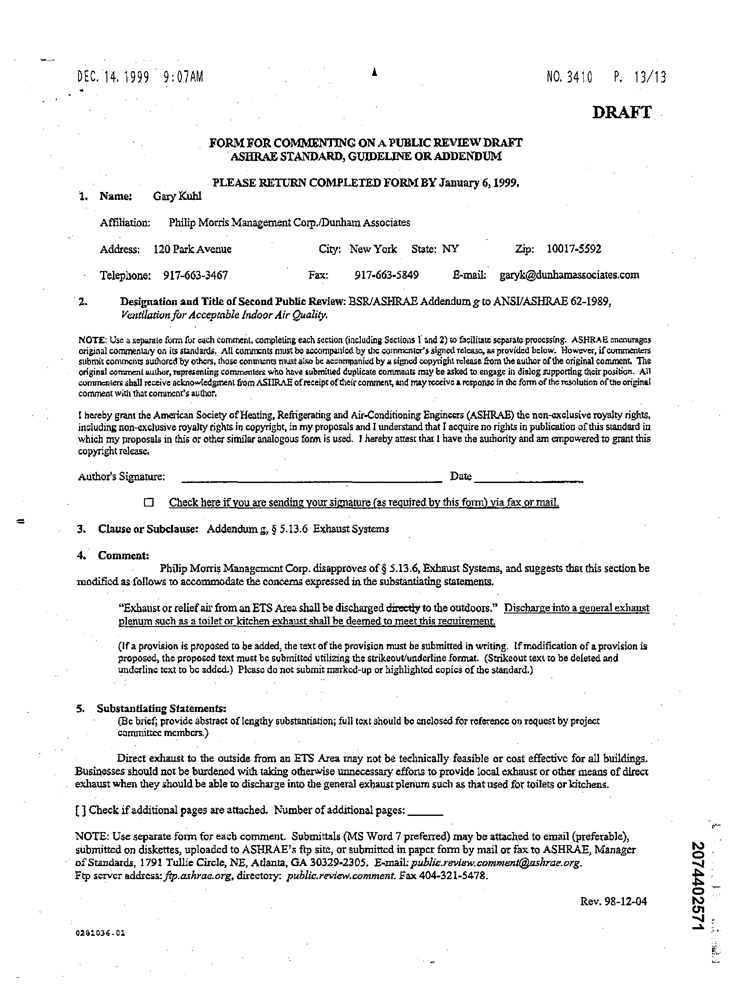 DEC. 14. 1999 9:07AM NO. 3410 P. 13/13
DRAFT
FORM FOR COMMENTING ON A PUBLIC REVIEW DRAFT
ASHRAE STANDARD, GUIDELINE OR ADDENDUM
PLEASE RETURN COMPLETED FORM BY January 6, 1999.
1. Name: Gary Kuhl
Affiliation: Philip Morris Management Corp./Dunham Associates
Address: 120 Park Avenue City: New York State: NY Zip: 10017-5592
Telephone: 917-663-3467 Fax: 917-663-5849 E-mail: garyk@dunhamassociates.com
2. Designation and Title of Second Public Review: BSR/ASHRAE Addendum g to ANSI/ASHRAE 62-1989,
Ventilation for Acceptable Indoor Air Quality.
NOTE: Use a separate form for each comment, completing each section (including Sections 1 and 2) to facilitate separate processing. ASHRAE encourages
original commentary on its standards. All comments must be accompanied by the commenter's signed release, as provided below. However, if commenters
submit comments authored by others, those comments must also be accompanied by a signed copyright release from the author of the original comment. The
original comment author, representing commenters who have submitted duplicate comments may be asked to engage in dialog supporting their position. All
commenters shall receive acknowledgment from ASHRAE of receipt of their comment, and may receive a response in the form of the resolution of the original
comment with that comment's author.
I hereby grant the American Society of Heating, Refrigerating and Air-Conditioning Engineers (ASHRAE) the non-exclusive royalty rights,
including non-exclusive royalty rights in copyright, in my proposals and I understand that I acquire no rights in publication of this standard in
which my proposals in this or other similar analogous form is used. I hereby attest that I have the authority and am empowered to grant this
copyright release.
Author's Signature: Date
☐ Check here if you are sending your signature (as required by this form) via fax or mail.
3. Clause or Subclause: Addendum g, § 5.13.6 Exhaust Systems
4. Comment:
Philip Morris Management Corp. disapproves of § 5.13.6, Exhaust Systems, and suggests that this section be
modified as follows to accommodate the concerns expressed in the substantiating statements.
"Exhaust or relief air from an ETS Area shall be discharged directly to the outdoors." Discharge into a general exhaust
plenum such as a toilet or kitchen exhaust shall be deemed to meet this requirement.
(If a provision is proposed to be added, the text of the provision must be submitted in writing. If modification of a provision is
proposed, the proposed text must be submitted utilizing the strikeout/underline format. (Strikeout text to be deleted and
underline text to be added.) Please do not submit marked-up or highlighted copies of the standard.)
5. Substantiating Statements:
(Be brief; provide abstract of lengthy substantiation; full text should be enclosed for reference on request by project
committee members.)
Direct exhaust to the outside from an ETS Area may not be technically feasible or cost effective for all buildings.
Businesses should not be burdened with taking otherwise unnecessary efforts to provide local exhaust or other means of direct
exhaust when they should be able to discharge into the general exhaust plenum such as that used for toilets or kitchens.
[ ] Check if additional pages are attached. Number of additional pages:
NOTE: Use separate form for each comment. Submittals (MS Word 7 preferred) may be attached to email (preferable),
submitted on diskettes, uploaded to ASHRAE's ftp site, or submitted in paper form by mail or fax to ASHRAE, Manager
of Standards, 1791 Tullie Circle, NE, Atlanta, GA 30329-2305. E-mail: public.review.comment@ashrae.org.
Ftp server address: ftp.ashrae.org, directory: public.review.comment. Fax 404-321-5478.
Rev. 98-12-04
0281036.01
2074402571